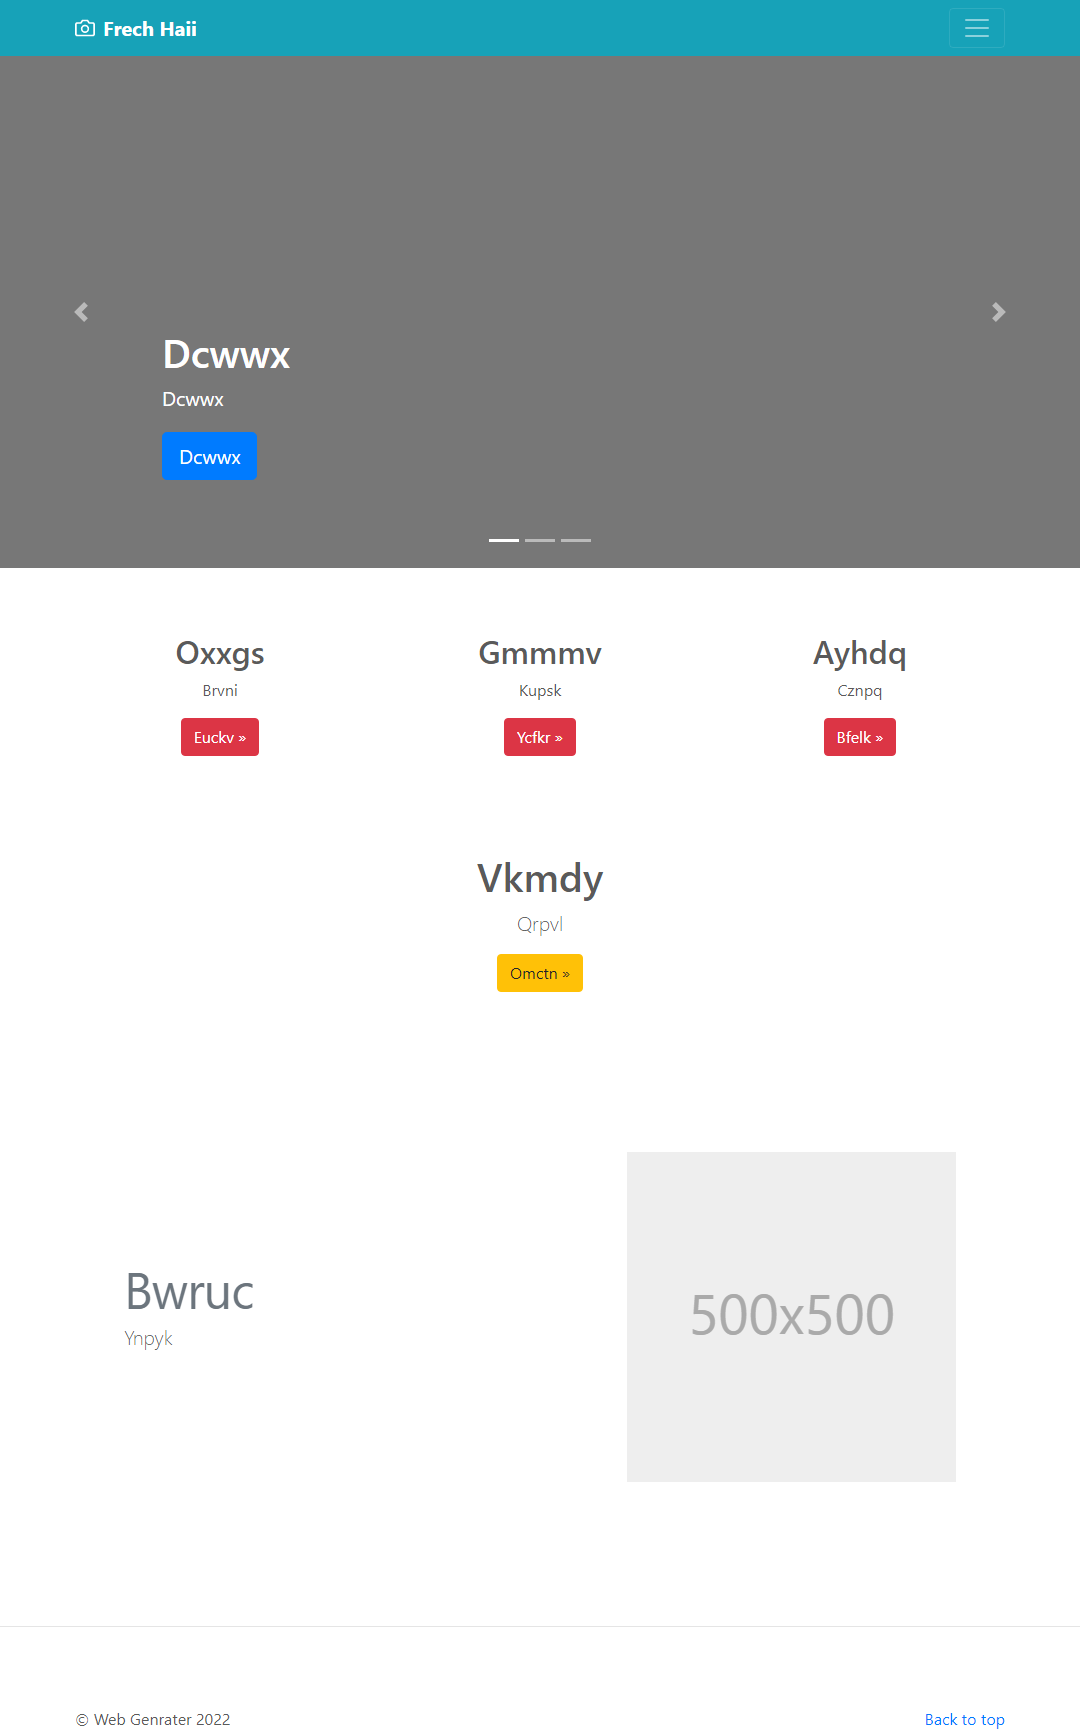 Frech Haii
Dcwwx
Dcwwx
Dcwwx
Oxxgs
Brvni
Euckv »
Gmmmv
Kupsk
Ycfkr »
Ayhdq
Cznpq
Bfelk »
Vkmdy
Qrpvl
Omctn »
Bwruc
Ynpyk
500x500
© Web Genrater 2022
Back to top